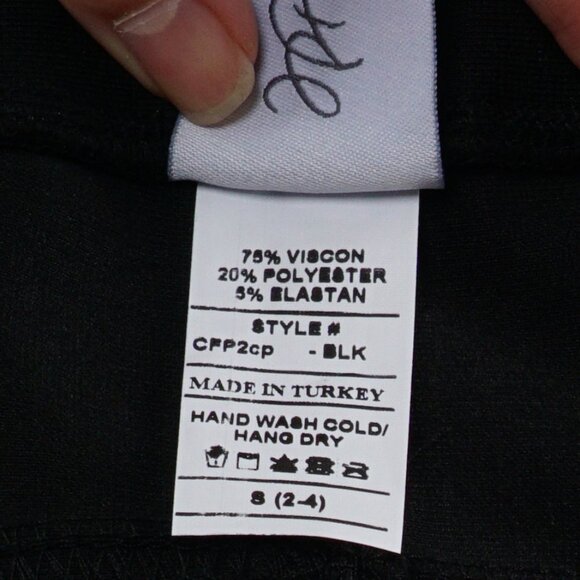 75% VISCON
20% POLYESTER
5% ELASTAN
STYLE #
CFP2cp - BLK
MADE IN TURKEY
HAND WASH COLD/
HANG DRY
S (2-4)